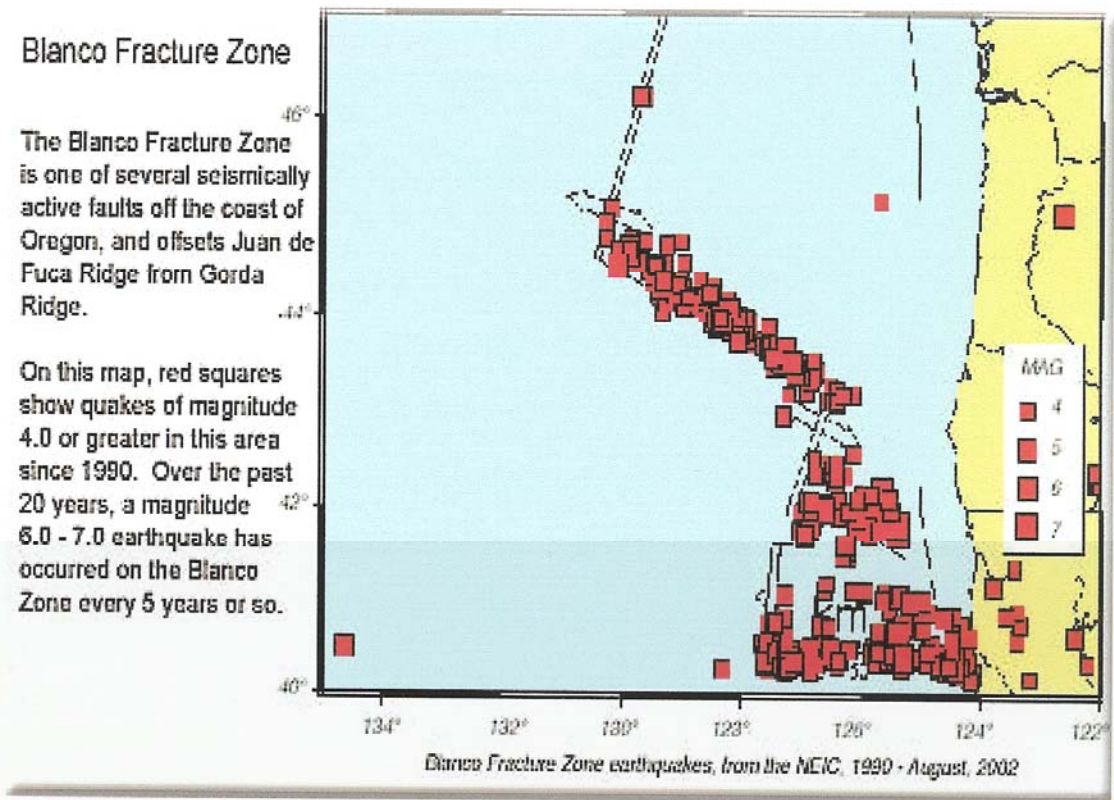 Blanco Fracture Zone
The Blanco Fracture Zone
is one of several seismically
active faults off the coast of
Oregon, and offsets Juan de
Fuca Ridge from Gorda
Ridge.
On this map, red squares
show quakes of magnitude
4.0 or greater in this area
since 1990. Over the past
20 years, a magnitude
6.0 - 7.0 earthquake has
occurred on the Blanco
Zone every 5 years or so.
46°
44°
42°
40°
MAG
4
5
6
7
134° 132° 130° 128° 126° 124° 122°
Blanco Fracture Zone earthquakes, from the NEIC, 1990 - August, 2002